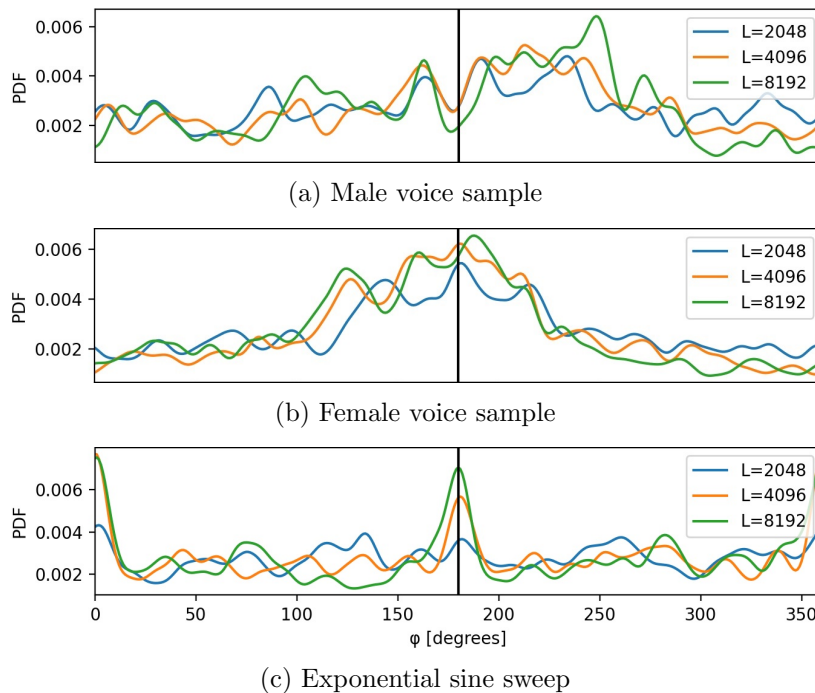 0.006
0.004
0.002
PDF
L=2048
L=4096
L=8192
(a) Male voice sample
0.006
0.004
0.002
PDF
L=2048
L=4096
L=8192
(b) Female voice sample
0.006
0.004
0.002
PDF
L=2048
L=4096
L=8192
0 50 100 150 200 250 300 350
φ [degrees]
(c) Exponential sine sweep